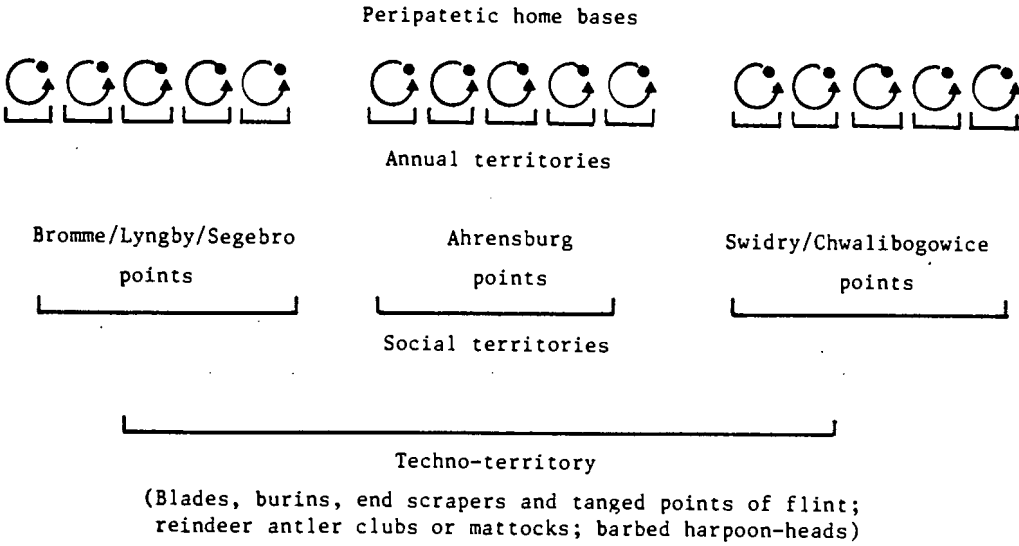 Peripatetic home bases
Annual territories
Bromme/Lyngby/Segebro
points
Ahrensburg
points
Swidry/Chwalibogowice
points
Social territories
Techno-territory
(Blades, burins, end scrapers and tanged points of flint;
reindeer antler clubs or mattocks; barbed harpoon-heads)